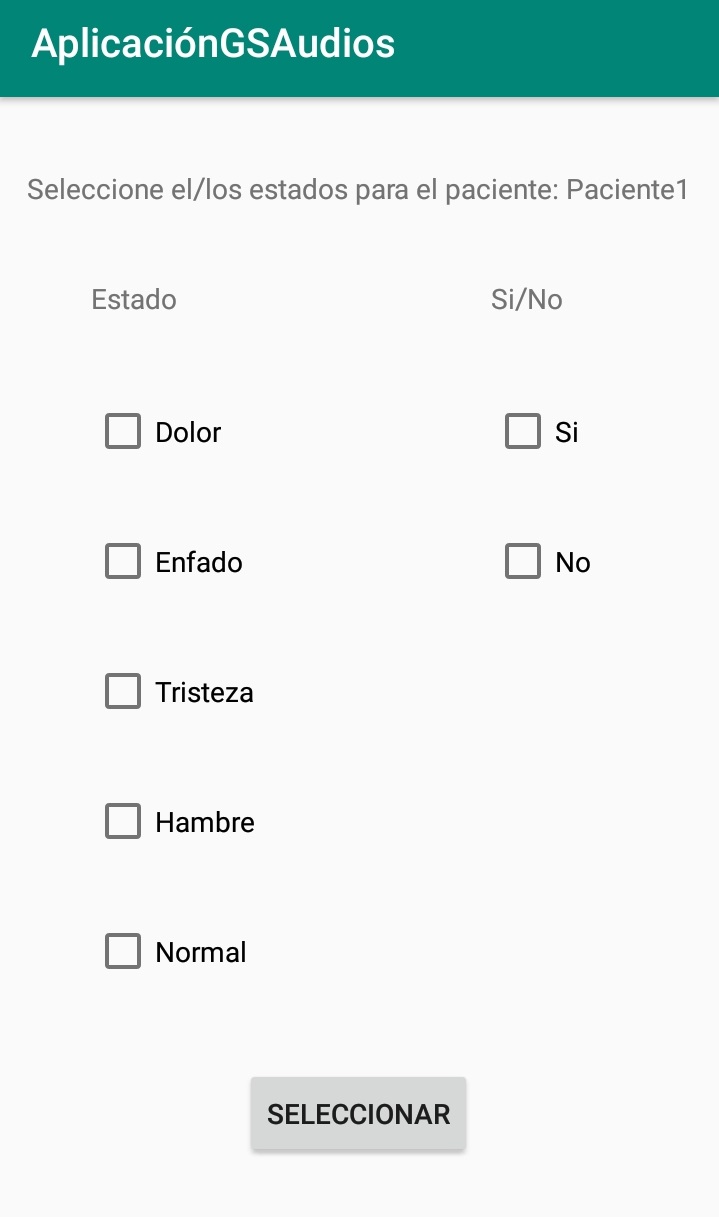 AplicaciónGSAudios
Seleccione el/los estados para el paciente: Paciente1
Estado Si/No
Dolor Si
Enfado No
Tristeza
Hambre
Normal
SELECCIONAR